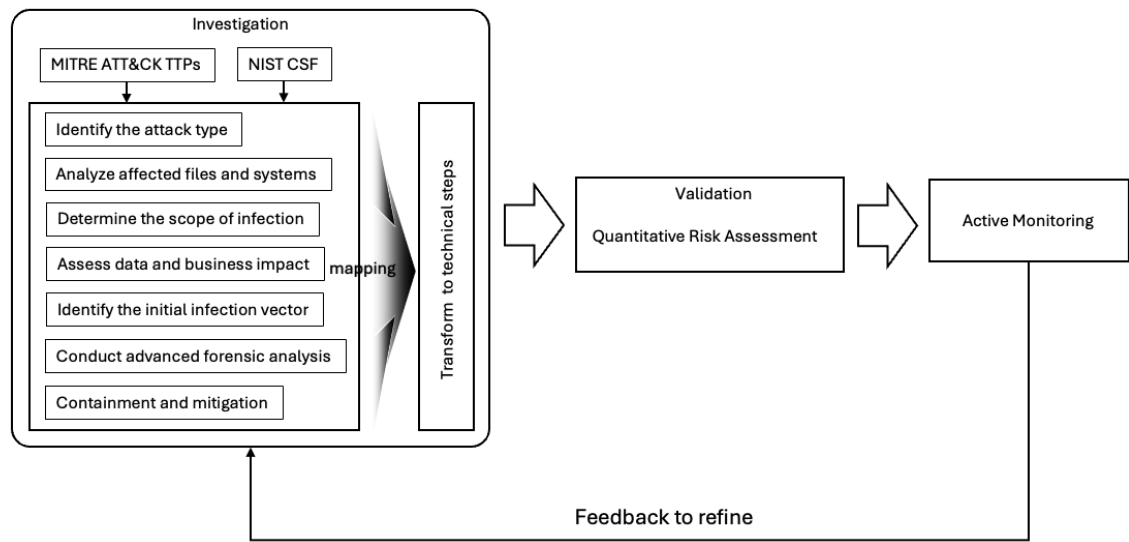 Investigation
MITRE ATT&CK TTPs
NIST CSF
Identify the attack type
Analyze affected files and systems
Determine the scope of infection
Assess data and business impact
Identify the initial infection vector
Conduct advanced forensic analysis
Containment and mitigation
mapping
Transform to technical steps
Validation
Quantitative Risk Assessment
Active Monitoring
Feedback to refine